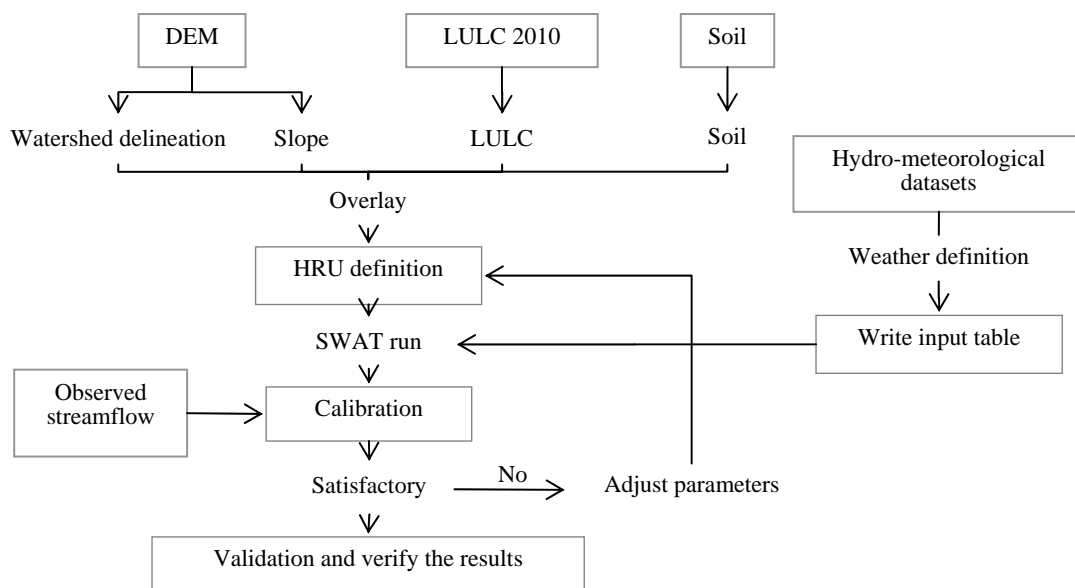 DEM
LULC 2010
Soil
Watershed delineation
Slope
LULC
Soil
Hydro-meteorological
datasets
Overlay
Weather definition
HRU definition
SWAT run
Write input table
Observed
streamflow
Calibration
Satisfactory
No
Adjust parameters
Validation and verify the results